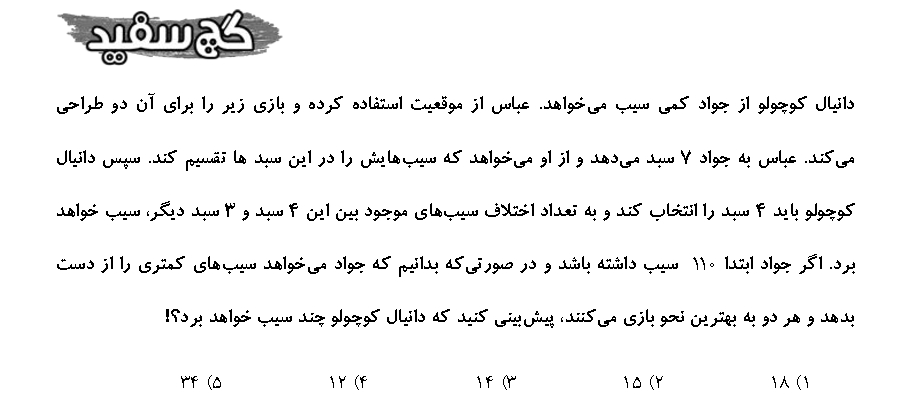 گچ سفید
دانیال کوچولو از جواد کمی سیب می‌خواهد. عباس از موقعیت استفاده کرده و بازی زیر را برای آن دو طراحی
می‌کند. عباس به جواد ۷ سبد می‌دهد و از او می‌خواهد که سیب‌هایش را در این سبد ها تقسیم کند. سپس دانیال
کوچولو باید ۴ سبد را انتخاب کند و به تعداد اختلاف سیب‌های موجود بین این ۴ سبد و ۳ سبد دیگر، سیب خواهد
برد. اگر جواد ابتدا ۱۱۰ سیب داشته باشد و در صورتی‌که بدانیم که جواد می‌خواهد سیب‌های کمتری را از دست
بدهد و هر دو به بهترین نحو بازی می‌کنند، پیش‌بینی کنید که دانیال کوچولو چند سیب خواهد برد؟!
۱) ۱۸ ۲) ۱۵ ۳) ۱۴ ۴) ۱۲ ۵) ۳۴